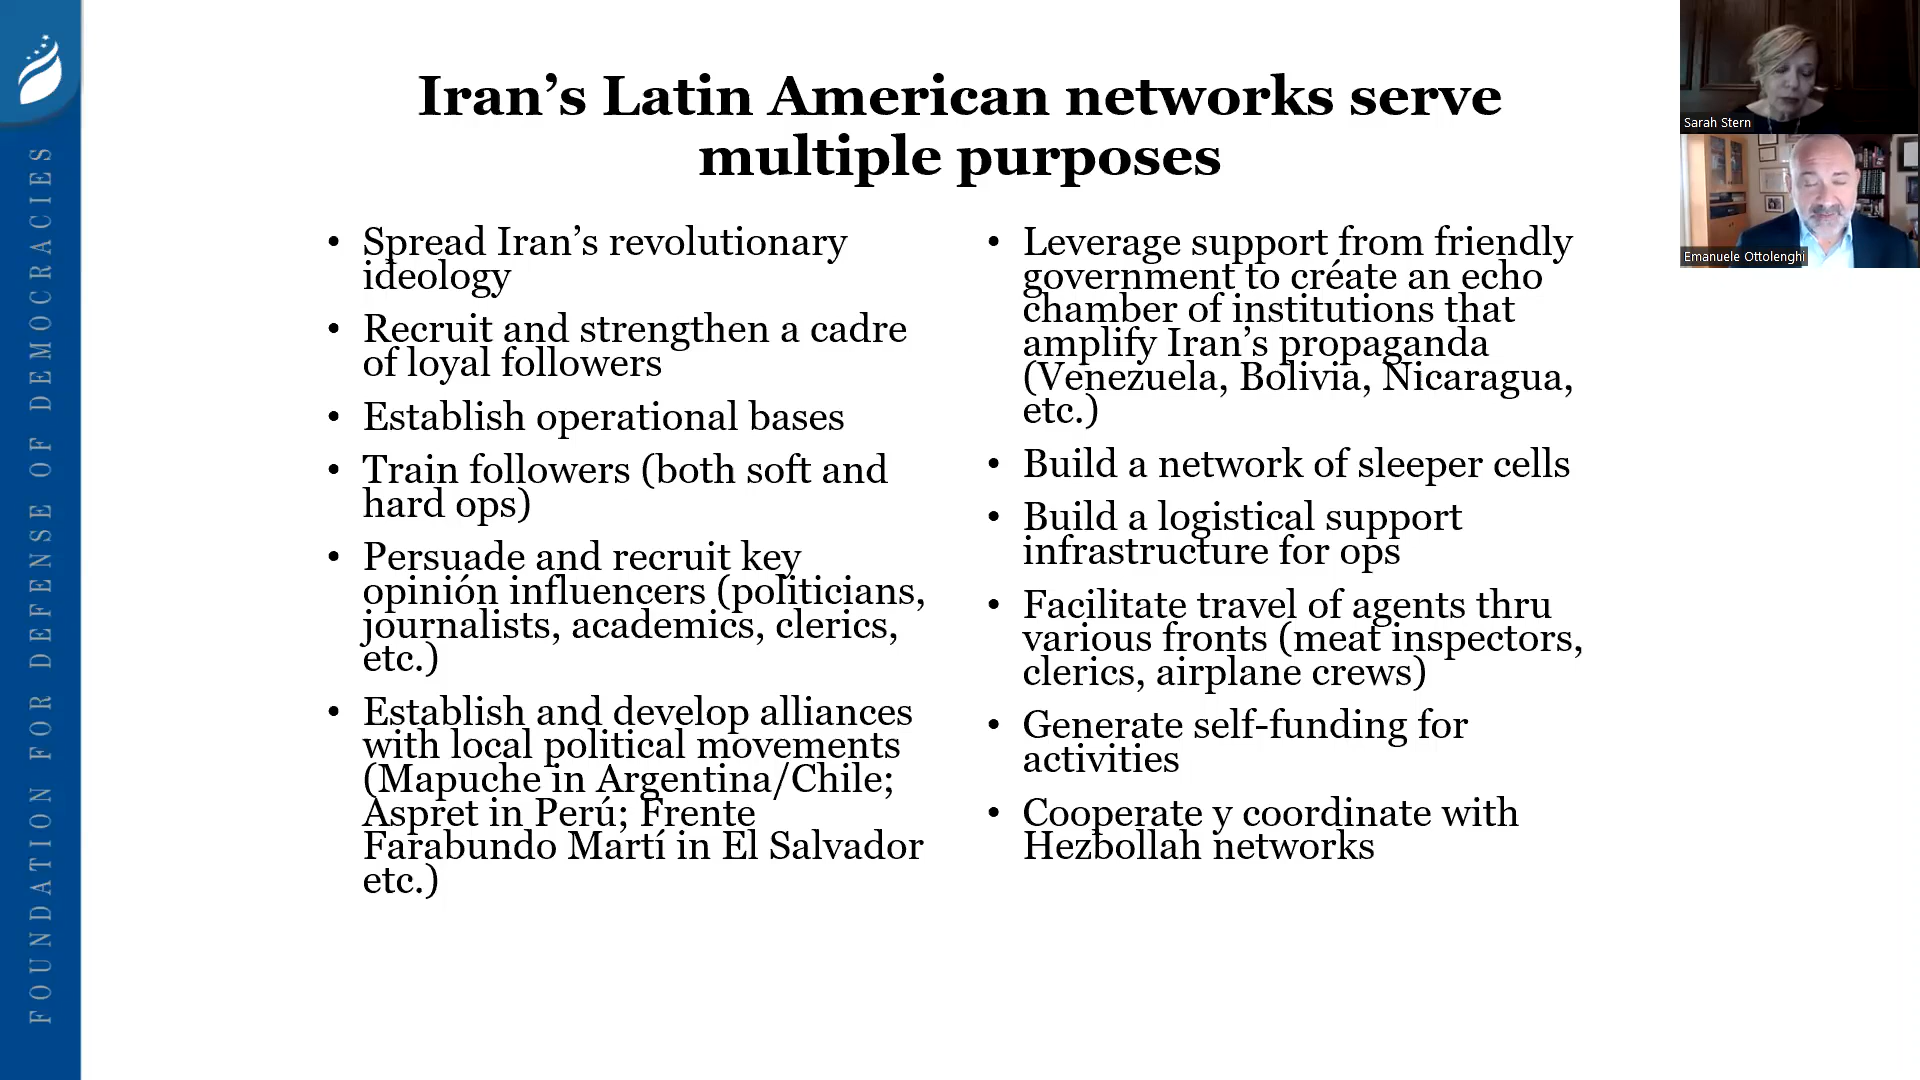 FOUNDATION FOR DEFENSE OF DEMOCRACIES
Iran’s Latin American networks serve
multiple purposes
• Spread Iran’s revolutionary
ideology
• Recruit and strengthen a cadre
of loyal followers
• Establish operational bases
• Train followers (both soft and
hard ops)
• Persuade and recruit key
opinión influencers (politicians,
journalists, academics, clerics,
etc.)
• Establish and develop alliances
with local political movements
(Mapuche in Argentina/Chile;
Aspret in Perú; Frente
Farabundo Martí in El Salvador
etc.)
• Leverage support from friendly
government to créate an echo
chamber of institutions that
amplify Iran’s propaganda
(Venezuela, Bolivia, Nicaragua,
etc.)
• Build a network of sleeper cells
• Build a logistical support
infrastructure for ops
• Facilitate travel of agents thru
various fronts (meat inspectors,
clerics, airplane crews)
• Generate self-funding for
activities
• Cooperate y coordinate with
Hezbollah networks
Sarah Stern
Emanuele Ottolenghi